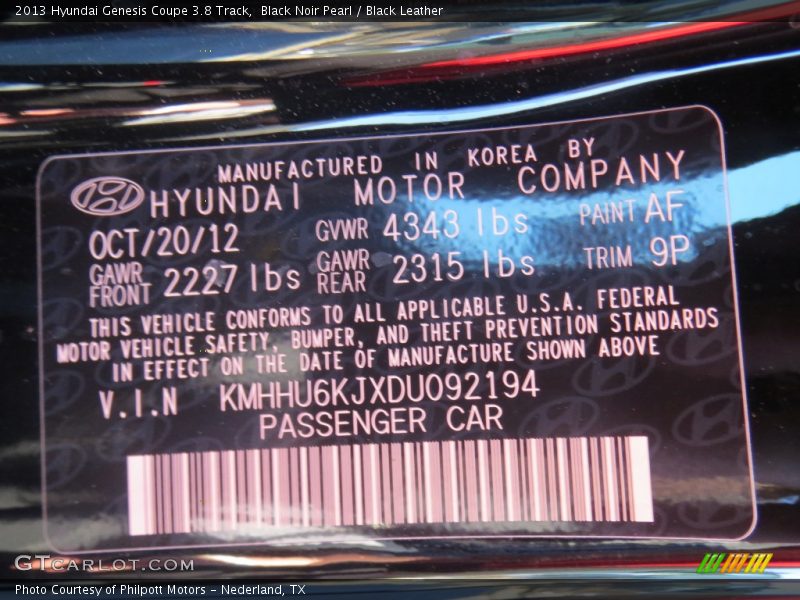 2013 Hyundai Genesis Coupe 3.8 Track,  Black Noir Pearl / Black Leather
MANUFACTURED IN KOREA BY
HYUNDAI MOTOR COMPANY
OCT/20/12 GVWR 4343 lbs PAINT AF
GAWR FRONT 2227 lbs GAWR REAR 2315 lbs TRIM 9P
THIS VEHICLE CONFORMS TO ALL APPLICABLE U.S.A. FEDERAL
MOTOR VEHICLE SAFETY, BUMPER, AND THEFT PREVENTION STANDARDS
IN EFFECT ON THE DATE OF MANUFACTURE SHOWN ABOVE
V.I.N KMHHU6KJXDU092194
PASSENGER CAR
GTCARLOT.COM
Photo Courtesy of Philpott Motors – Nederland, TX